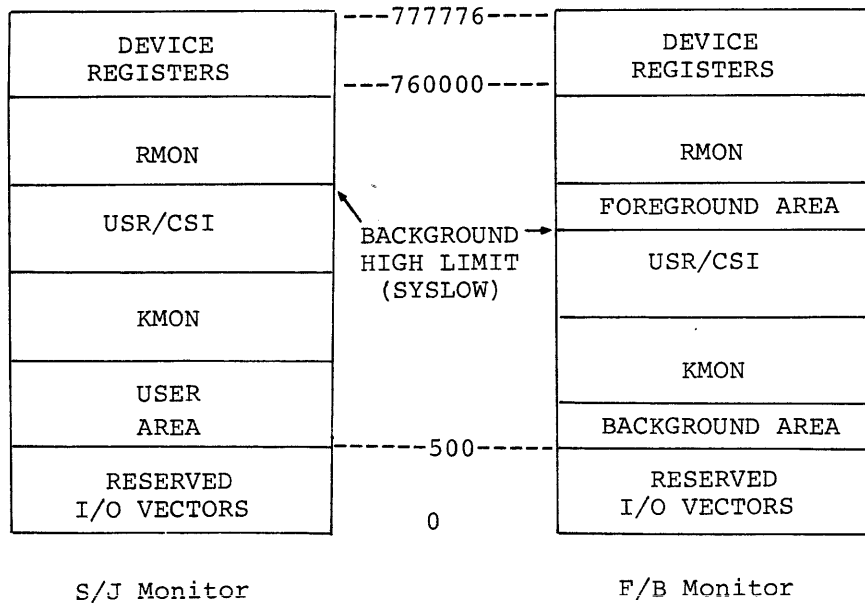 ---777776----
DEVICE
REGISTERS
---760000----
RMON
USR/CSI
KMON
USER
AREA
RESERVED
I/O VECTORS
S/J Monitor
BACKGROUND
HIGH LIMIT
(SYSLOW)
-------500-------
0
DEVICE
REGISTERS
RMON
FOREGROUND AREA
USR/CSI
KMON
BACKGROUND AREA
RESERVED
I/O VECTORS
F/B Monitor